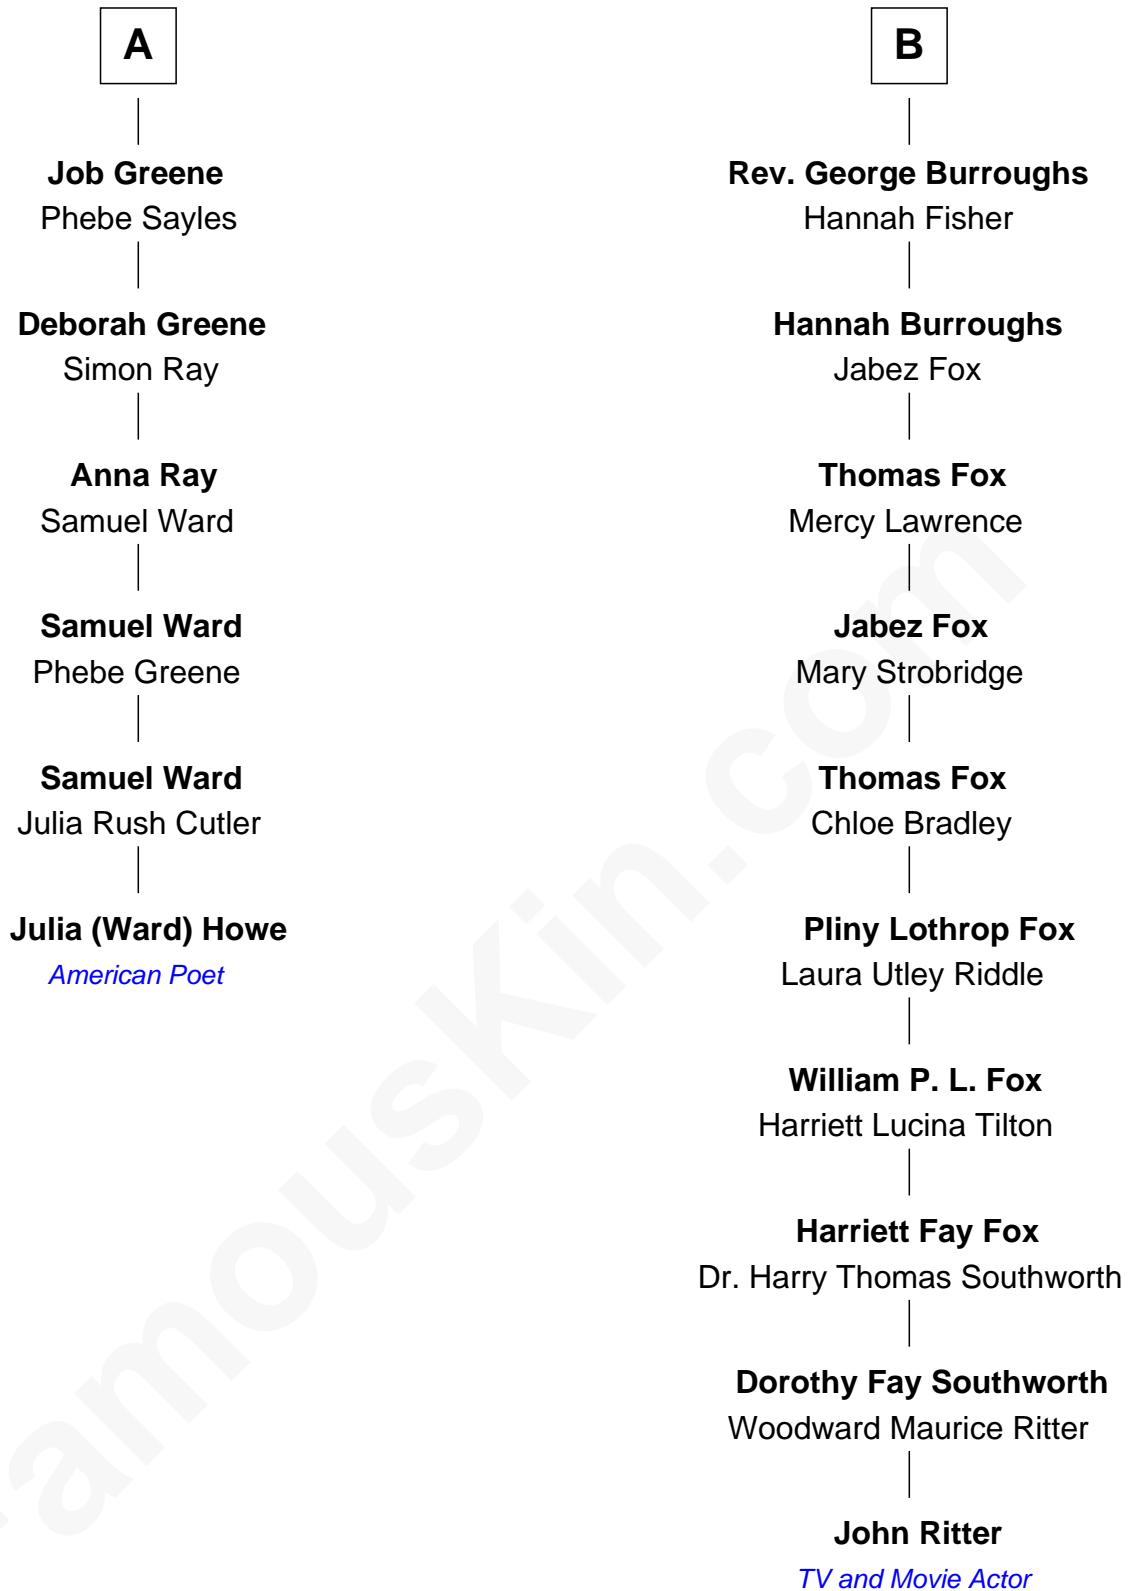 A
Job Greene
Phebe Sayles
Deborah Greene
Simon Ray
Anna Ray
Samuel Ward
Samuel Ward
Phebe Greene
Samuel Ward
Julia Rush Cutler
Julia (Ward) Howe
American Poet
B
Rev. George Burroughs
Hannah Fisher
Hannah Burroughs
Jabez Fox
Thomas Fox
Mercy Lawrence
Jabez Fox
Mary Strobridge
Thomas Fox
Chloe Bradley
Pliny Lothrop Fox
Laura Utley Riddle
William P. L. Fox
Harriett Lucina Tilton
Harriett Fay Fox
Dr. Harry Thomas Southworth
Dorothy Fay Southworth
Woodward Maurice Ritter
John Ritter
TV and Movie Actor
amousKin.com